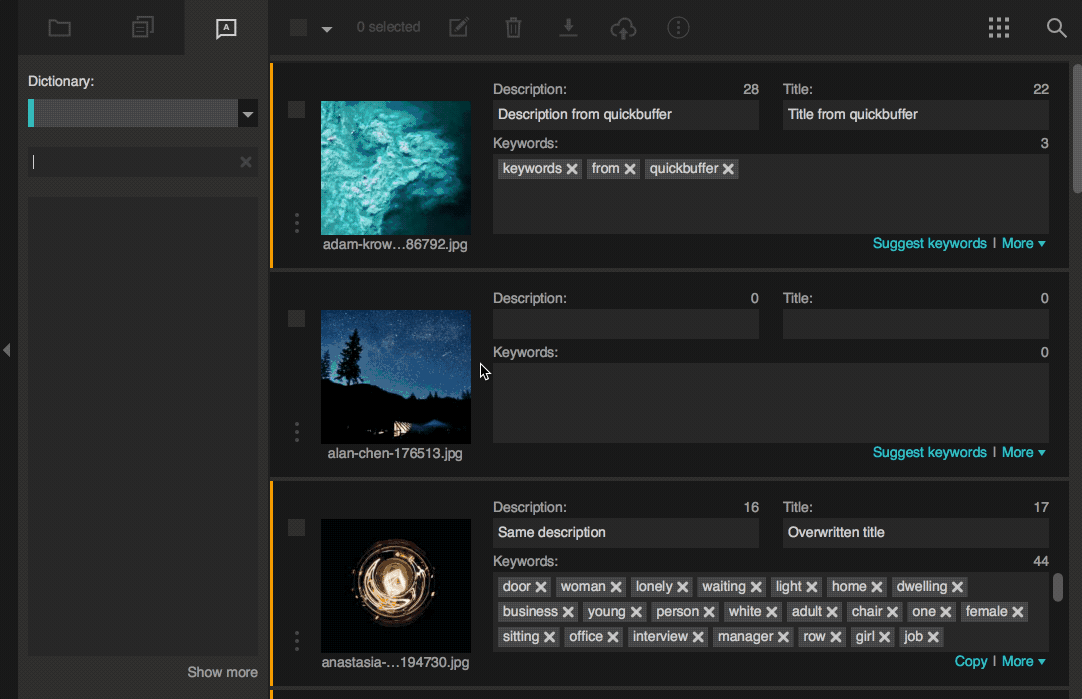 A
0 selected
Dictionary:
Show more
Description: 28 Title: 22
Description from quickbuffer Title from quickbuffer
Keywords: 3
keywords from quickbuffer
adam-krow…86792.jpg
Suggest keywords | More
Description: 0 Title: 0
Keywords: 0
alan-chen-176513.jpg
Suggest keywords | More
Description: 16 Title: 17
Same description Overwritten title
Keywords: 44
door woman lonely waiting light home dwelling
business young person white adult chair one female
sitting office interview manager row girl job
anastasia-…194730.jpg
Copy | More